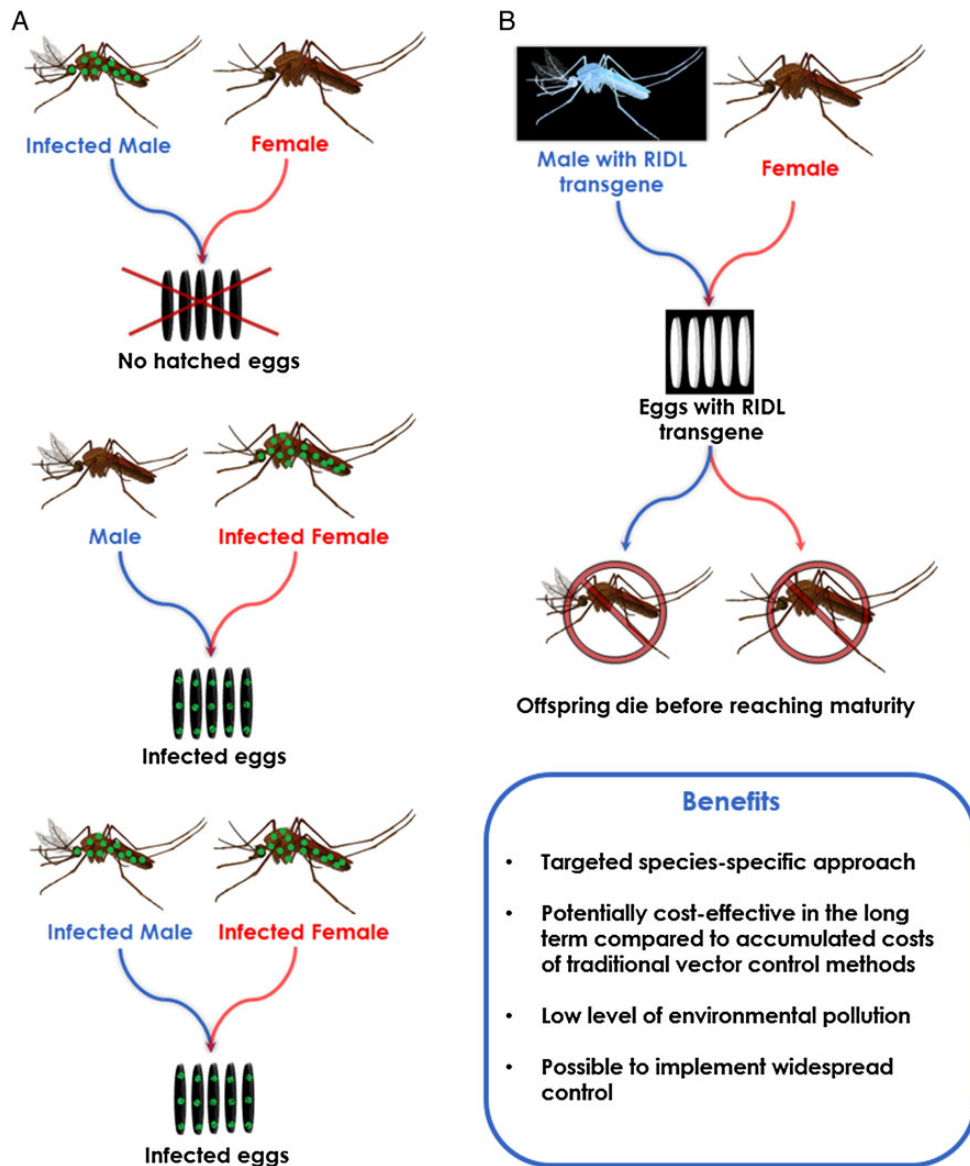 A
Infected Male
Female
No hatched eggs
Male
Infected Female
Infected eggs
Infected Male
Infected Female
Infected eggs
B
Male with RIDL
transgene
Female
Eggs with RIDL
transgene
Offspring die before reaching maturity
Benefits
• Targeted species-specific approach
• Potentially cost-effective in the long
term compared to accumulated costs
of traditional vector control methods
• Low level of environmental pollution
• Possible to implement widespread
control